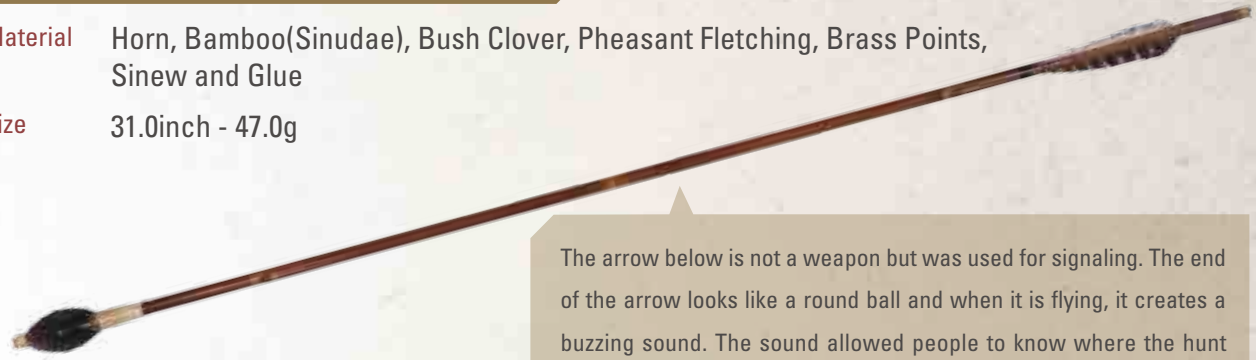 Material Horn, Bamboo(Sinudae), Bush Clover, Pheasant Fletching, Brass Points,
Sinew and Glue
Size 31.0inch - 47.0g
The arrow below is not a weapon but was used for signaling. The end
of the arrow looks like a round ball and when it is flying, it creates a
buzzing sound. The sound allowed people to know where the hunt